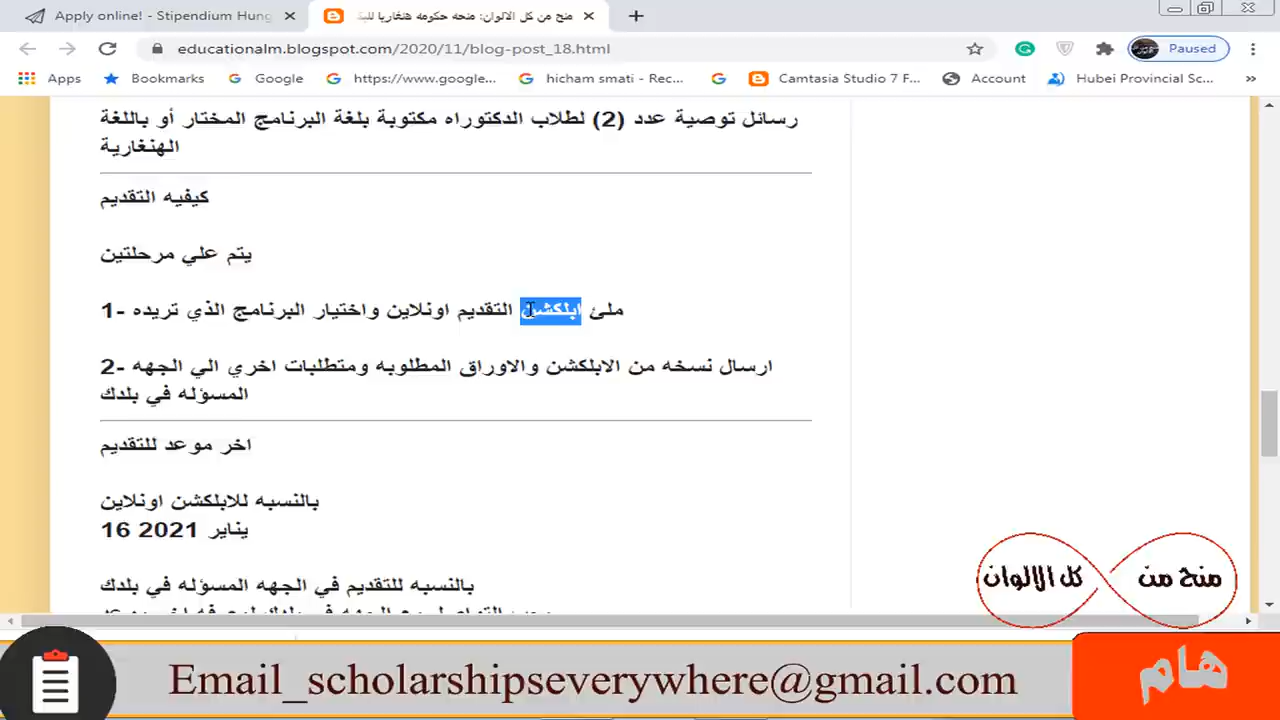 Apply online! - Stipendium Hung
منح من كل الالوان: منحه حكومه هنغاريا للبك
educationalm.blogspot.com/2020/11/blog-post_18.html
Paused
Apps
Bookmarks
Google
https://www.google...
hicham smati - Rec...
Camtasia Studio 7 F...
Account
Hubei Provincial Sc...
»
رسائل توصية عدد (2) لطلاب الدكتوراه مكتوبة بلغة البرنامج المختار أو باللغة
الهنغارية
كيفيه التقديم
يتم علي مرحلتين
1- ملئ ابلكشن التقديم اونلاين واختيار البرنامج الذي تريده
2- ارسال نسخه من الابلكشن والاوراق المطلوبه ومتطلبات اخري الي الجهه
المسؤله في بلدك
اخر موعد للتقديم
بالنسبه للابلكشن اونلاين
16 يناير 2021
بالنسبه للتقديم في الجهه المسؤله في بلدك
منح من كل الالوان
Email_scholarshipseverywhere@gmail.com
هام